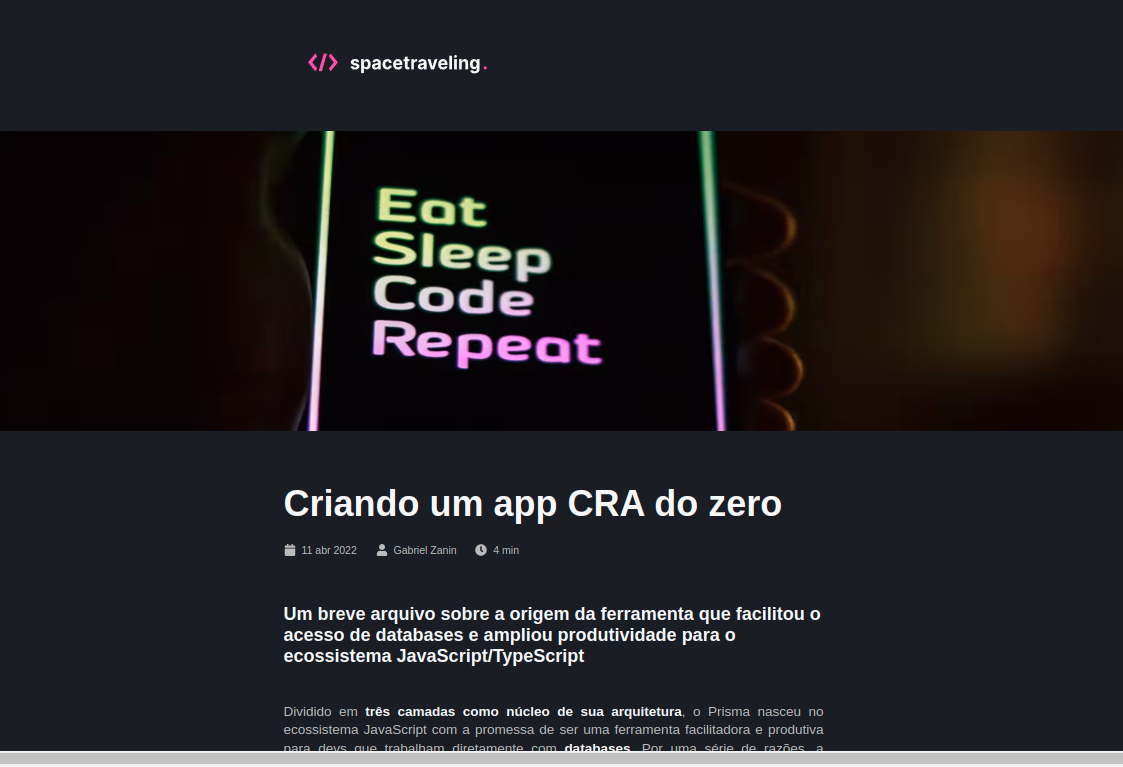 </> spacetraveling.
Eat
Sleep
Code
Repeat
Criando um app CRA do zero
11 abr 2022 Gabriel Zanin 4 min
Um breve arquivo sobre a origem da ferramenta que facilitou o
acesso de databases e ampliou produtividade para o
ecossistema JavaScript/TypeScript
Dividido em três camadas como núcleo de sua arquitetura, o Prisma nasceu no
ecossistema JavaScript com a promessa de ser uma ferramenta facilitadora e produtiva
para devs que trabalham diretamente com databases. Por uma série de razões, a